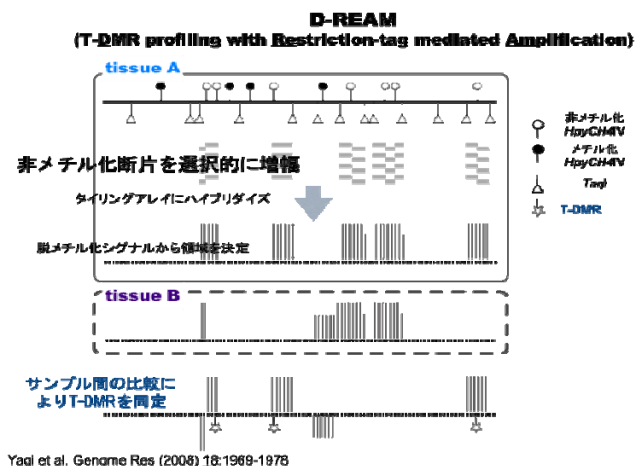 D-REAM
(T-DMR profiling with Restriction-tag mediated Amplification)
tissue A
非メチル化
HpyCH4IV
メチル化
HpyCH4IV
TaqI
T-DMR
非メチル化断片を選択的に増幅
タイリングアレイにハイブリダイズ
脱メチル化シグナルから領域を決定
tissue B
サンプル間の比較に
よりT-DMRを同定
Yagi et al. Genome Res (2008) 18:1969-1978